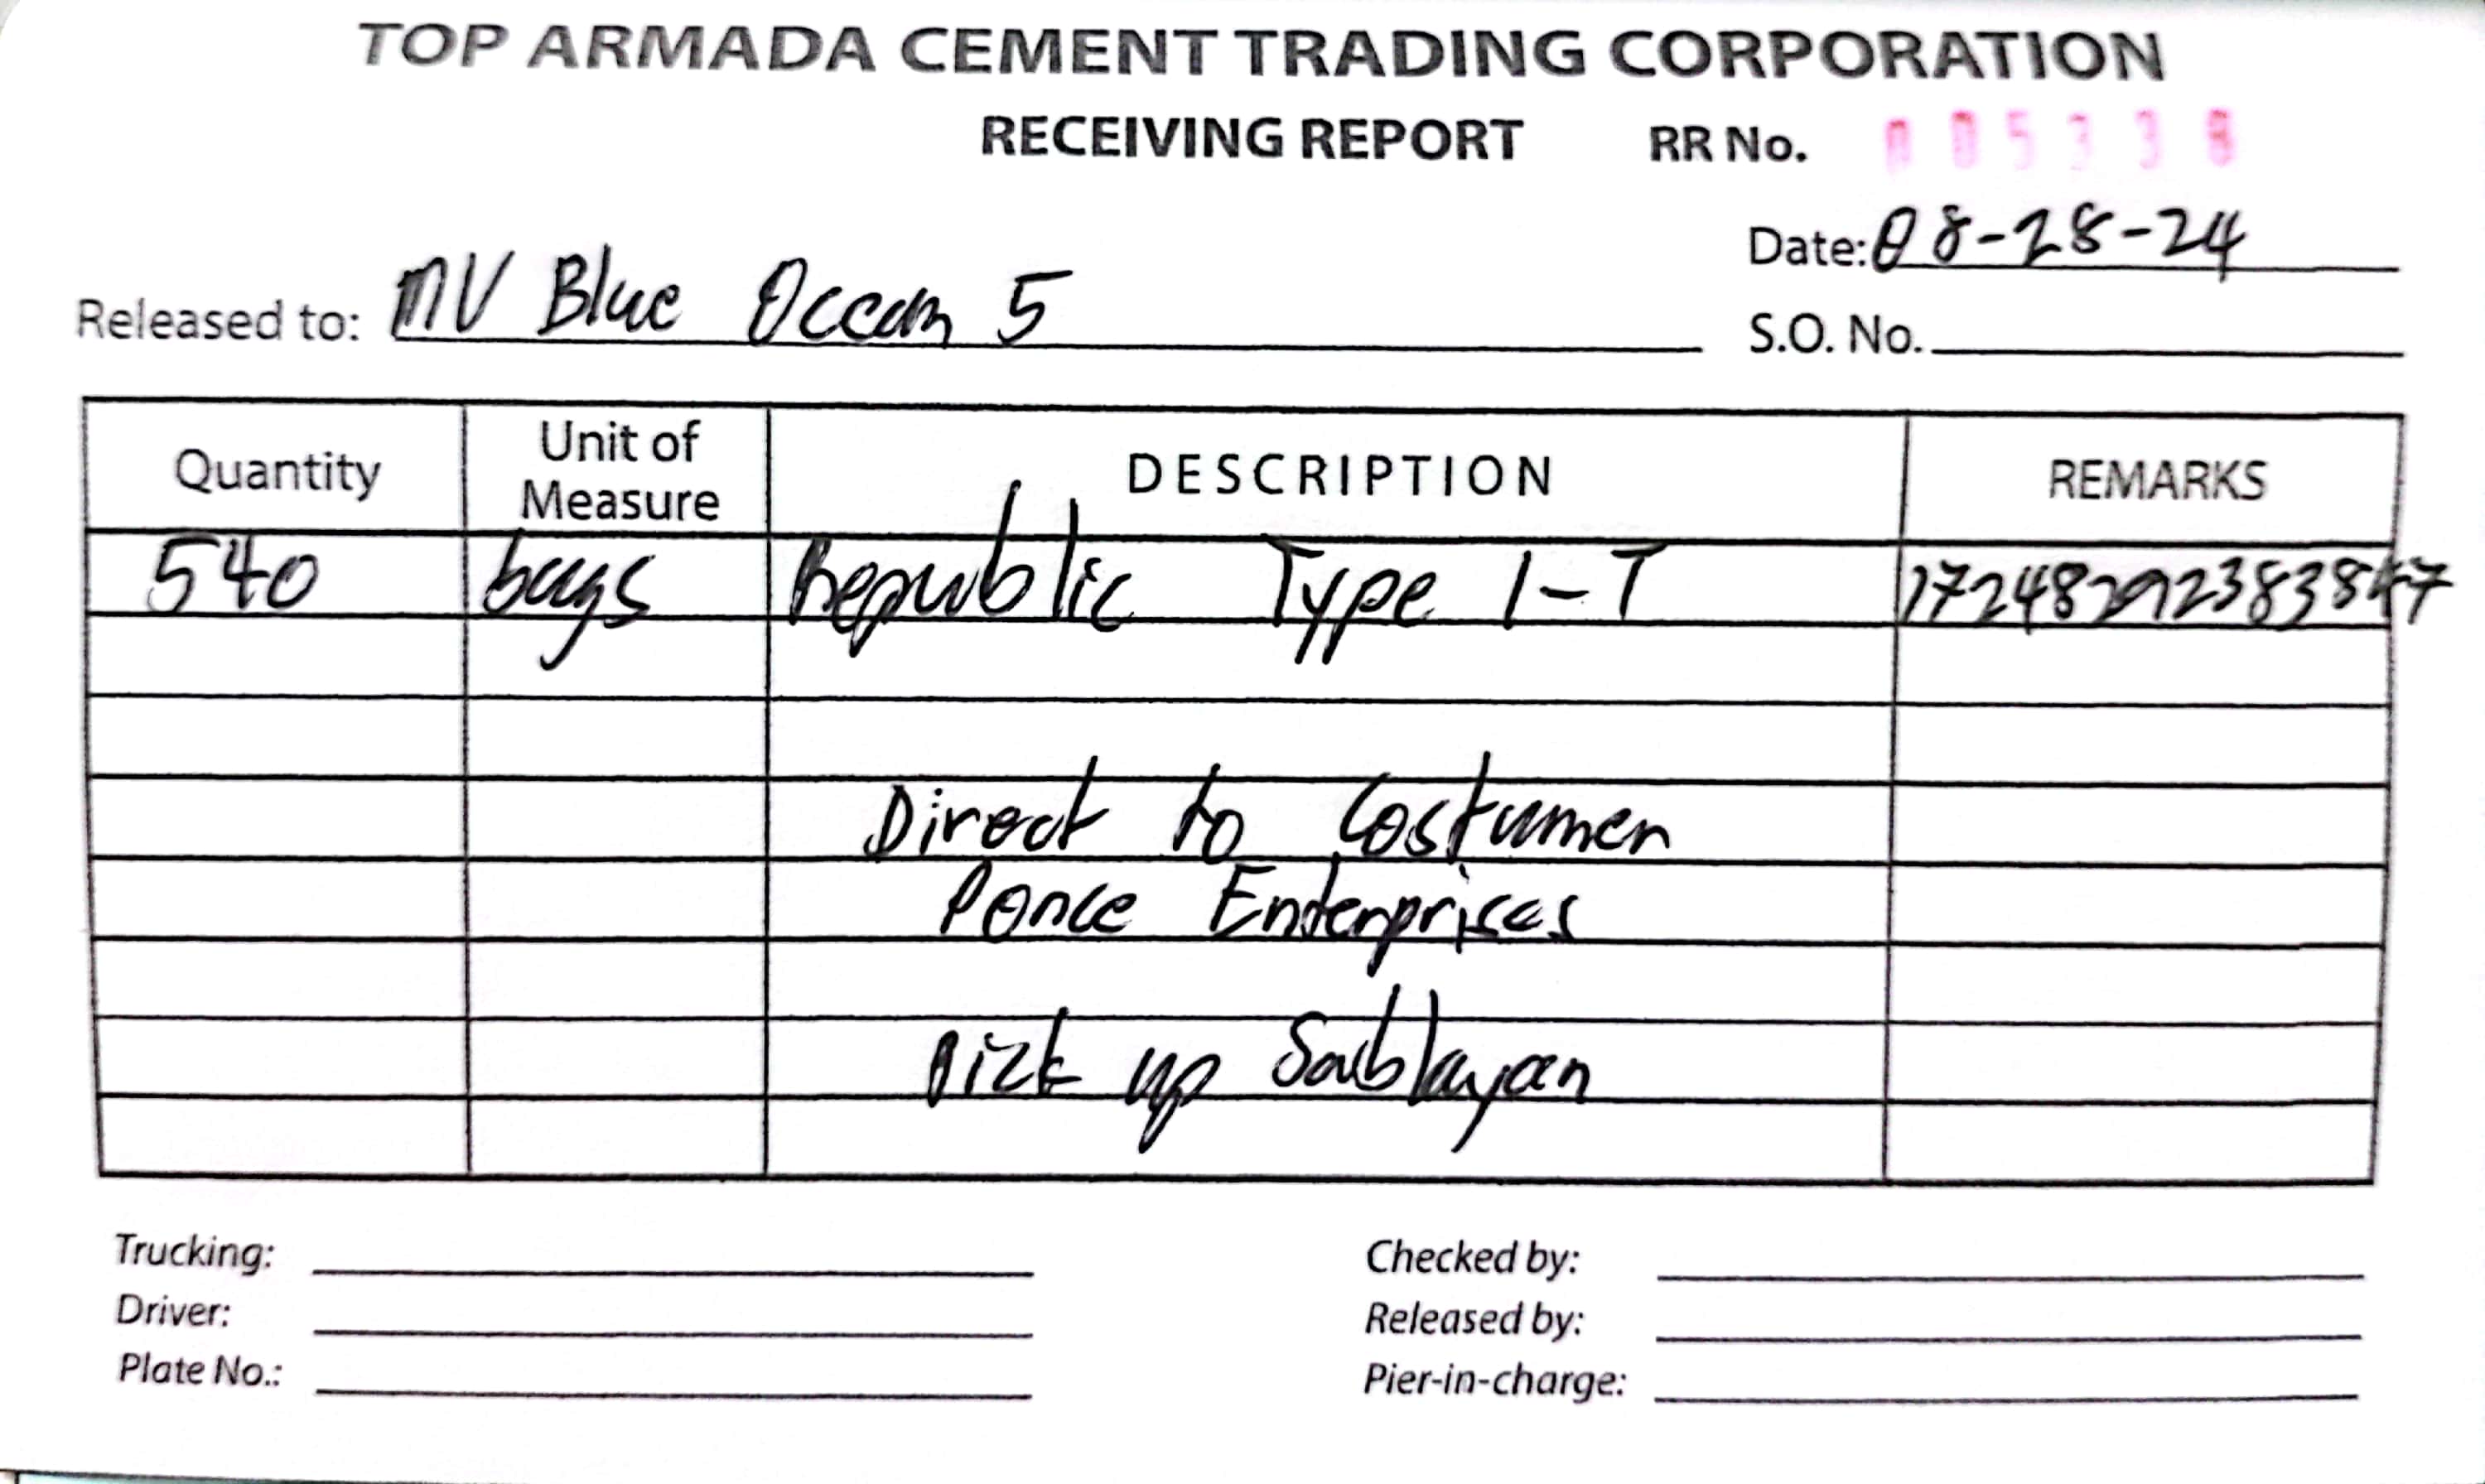 TOP ARMADA CEMENT TRADING CORPORATION
RECEIVING REPORT RR No. 005338
Date: 08-28-24
Released to: MV Blue Ocean 5
S.O. No.
Quantity Unit of Measure DESCRIPTION REMARKS
540 bags Republic Type 1-T
Direct to Costumer
Ponce Enterprises
Pick up Sablayan
Trucking: Checked by:
Driver: Released by:
Plate No.: Pier-in-charge: